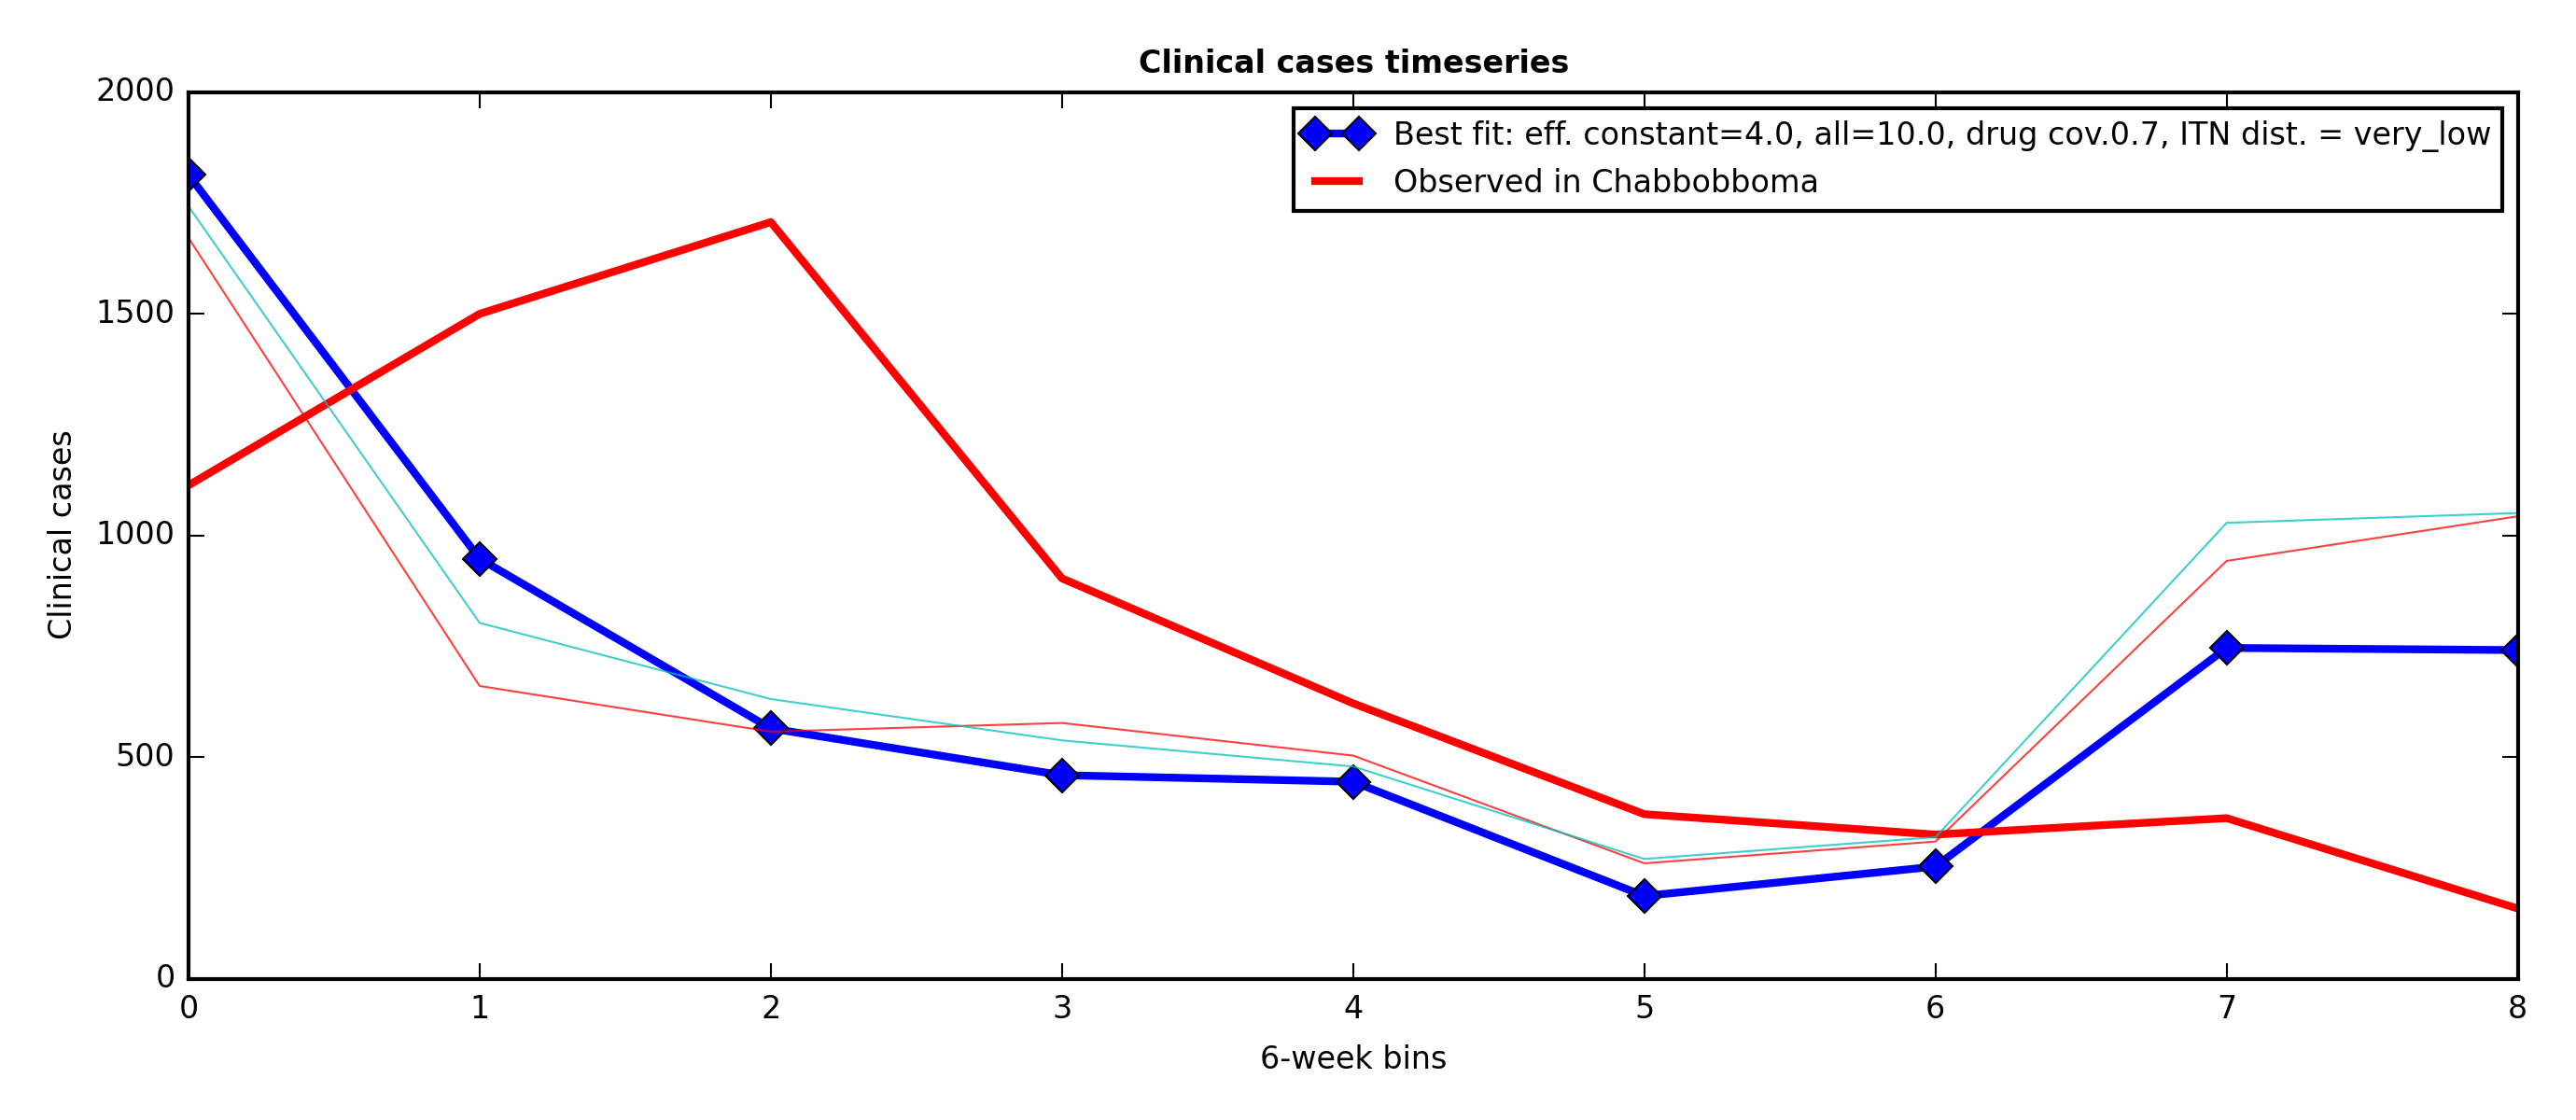 Clinical cases timeseries
Best fit: eff. constant=4.0, all=10.0, drug cov.0.7, ITN dist. = very_low
Observed in Chabbobboma
Clinical cases
2000
1500
1000
500
0
0 1 2 3 4 5 6 7 8
6-week bins